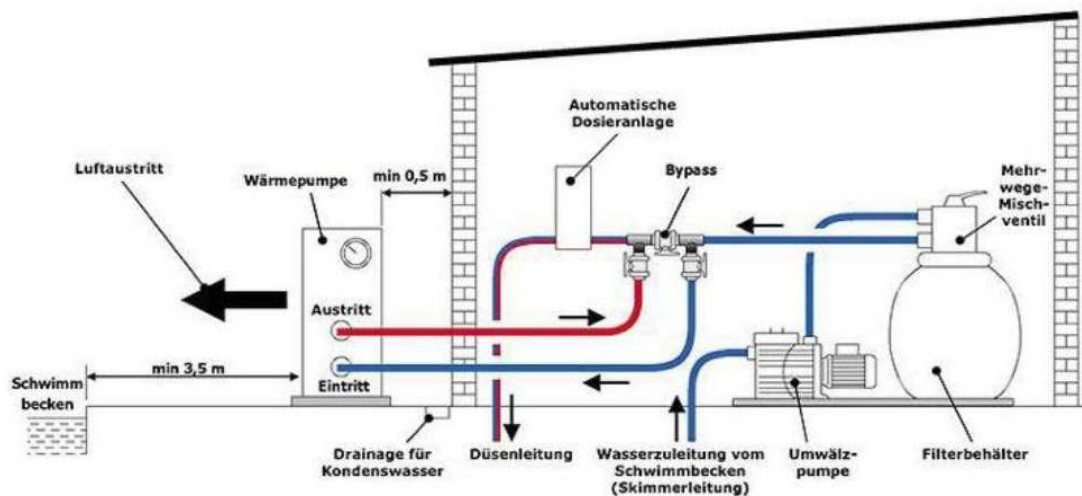 Automatische
Dosieranlage
Luftaustritt
Wärmepumpe
min 0,5 m
Bypass
Mehr-
wege-
Misch-
ventil
Austritt
min 3,5 m
Eintritt
Schwimm
becken
Drainage für
Kondenswasser
Düsenleitung
Wasserzuleitung vom
Schwimmbecken
(Skimmerleitung)
Umwälz-
pumpe
Filterbehälter